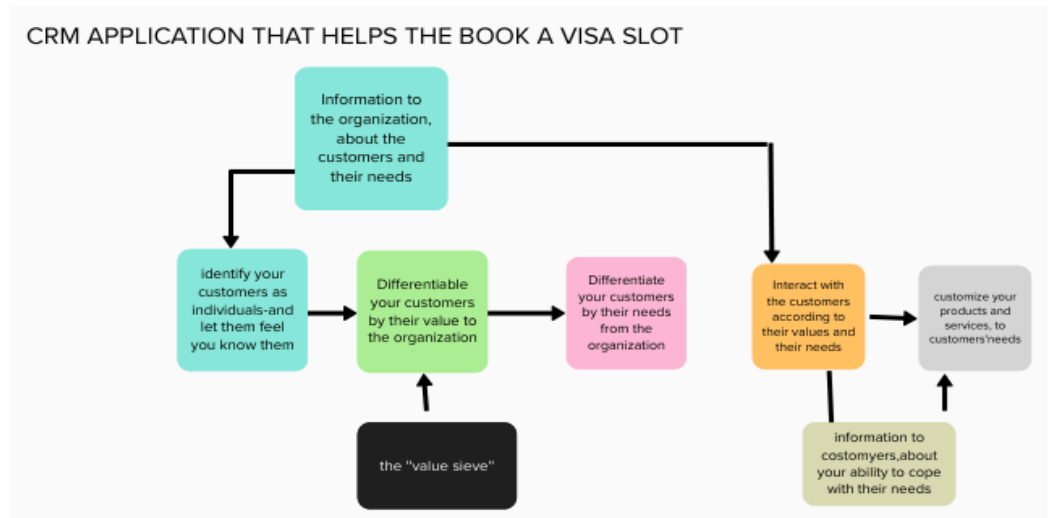 CRM APPLICATION THAT HELPS THE BOOK A VISA SLOT
Information to
the organization,
about the
customers and
their needs
identify your
customers as
individuals-and
let them feel
you know them
Differentiable
your customers
by their value to
the organization
Differentiate
your customers
by their needs
from the
organization
Interact with
the customers
according to
their values and
their needs
customize your
products and
services, to
customers'needs
the "value sieve"
information to
costomyers,about
your ability to cope
with their needs